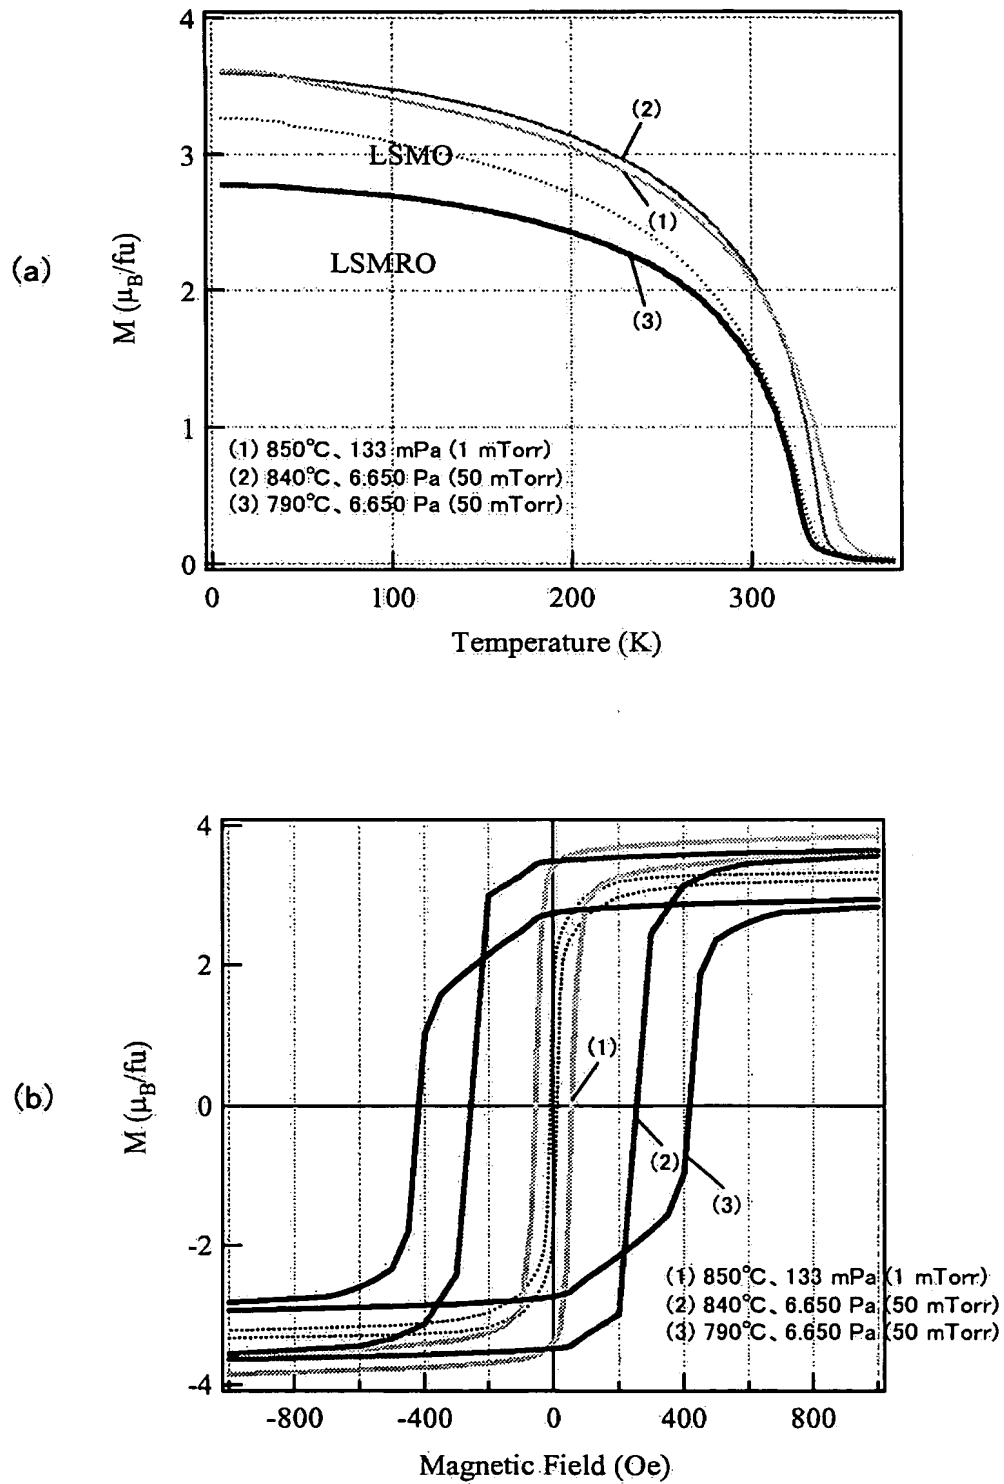 (a)
M (μB/fu)
4
3
2
1
0
(2)
LSMO
(1)
LSMRO
(3)
(1) 850℃、133 mPa (1 mTorr)
(2) 840℃、6.650 Pa (50 mTorr)
(3) 790℃、6.650 Pa (50 mTorr)
0 100 200 300
Temperature (K)
(b)
M (μB/fu)
4
2
0
-2
-4
(1)
(2)
(3)
(1) 850℃、133 mPa (1 mTorr)
(2) 840℃、6.650 Pa (50 mTorr)
(3) 790℃、6.650 Pa (50 mTorr)
-800 -400 0 400 800
Magnetic Field (Oe)